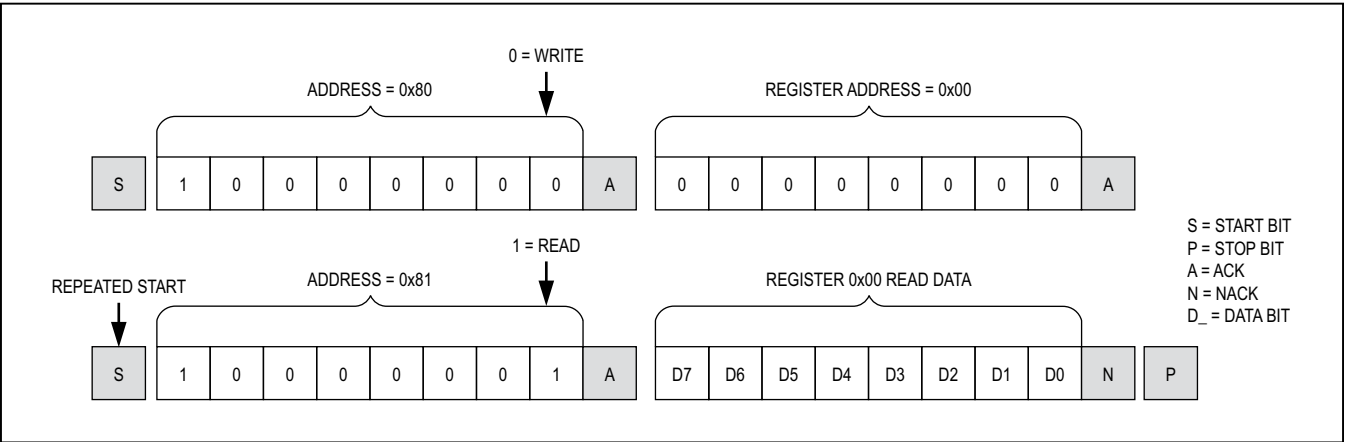 0 = WRITE
ADDRESS = 0x80 REGISTER ADDRESS = 0x00
S 1 0 0 0 0 0 0 0 A 0 0 0 0 0 0 0 0 A
S = START BIT
P = STOP BIT
A = ACK
N = NACK
D_ = DATA BIT
1 = READ
REPEATED START ADDRESS = 0x81 REGISTER 0x00 READ DATA
S 1 0 0 0 0 0 0 1 A D7 D6 D5 D4 D3 D2 D1 D0 N P